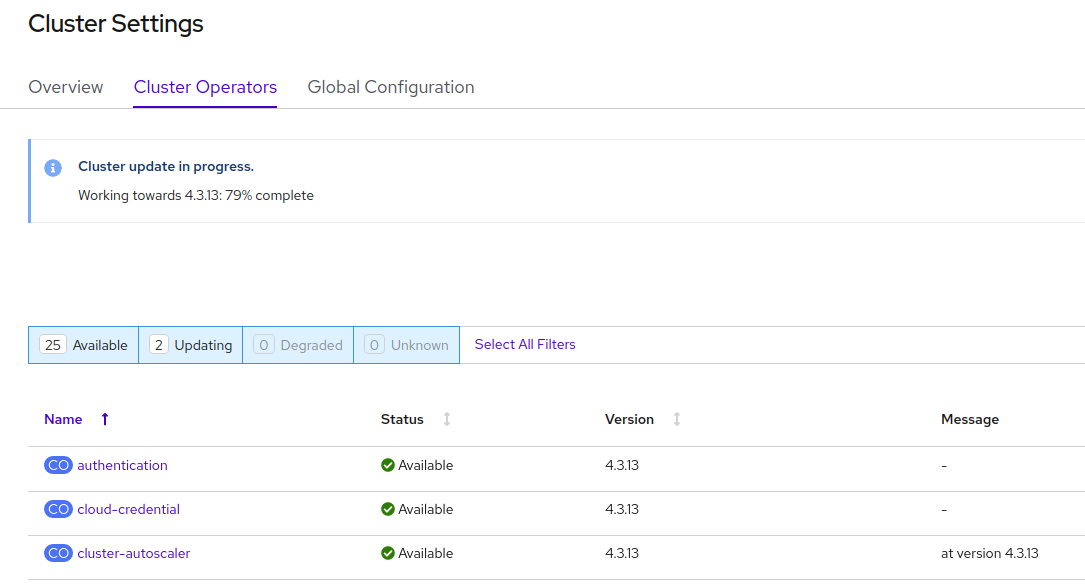 Cluster Settings
Overview Cluster Operators Global Configuration
Cluster update in progress.
Working towards 4.3.13: 79% complete
25 Available 2 Updating 0 Degraded 0 Unknown Select All Filters
Name Status Version Message
CO authentication Available 4.3.13 -
CO cloud-credential Available 4.3.13 -
CO cluster-autoscaler Available 4.3.13 at version 4.3.13